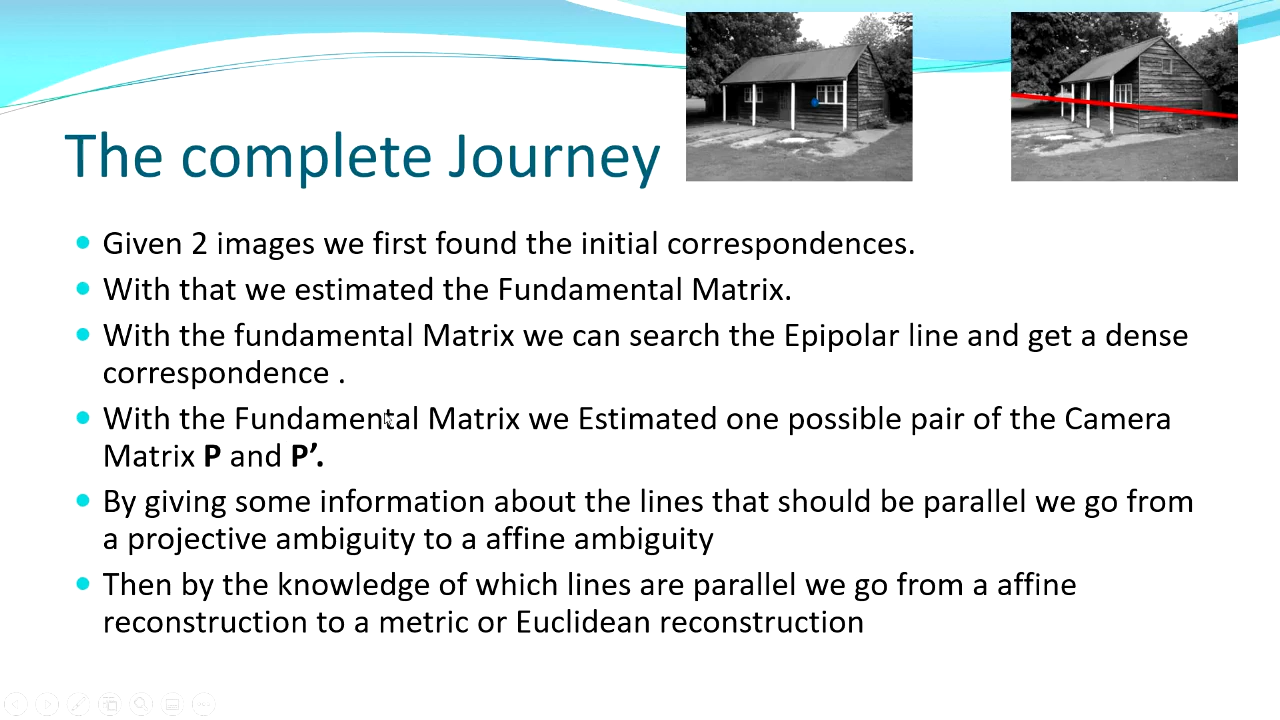 The complete Journey
Given 2 images we first found the initial correspondences.
With that we estimated the Fundamental Matrix.
With the fundamental Matrix we can search the Epipolar line and get a dense
correspondence .
With the Fundamental Matrix we Estimated one possible pair of the Camera
Matrix P and P’.
By giving some information about the lines that should be parallel we go from
a projective ambiguity to a affine ambiguity
Then by the knowledge of which lines are parallel we go from a affine
reconstruction to a metric or Euclidean reconstruction